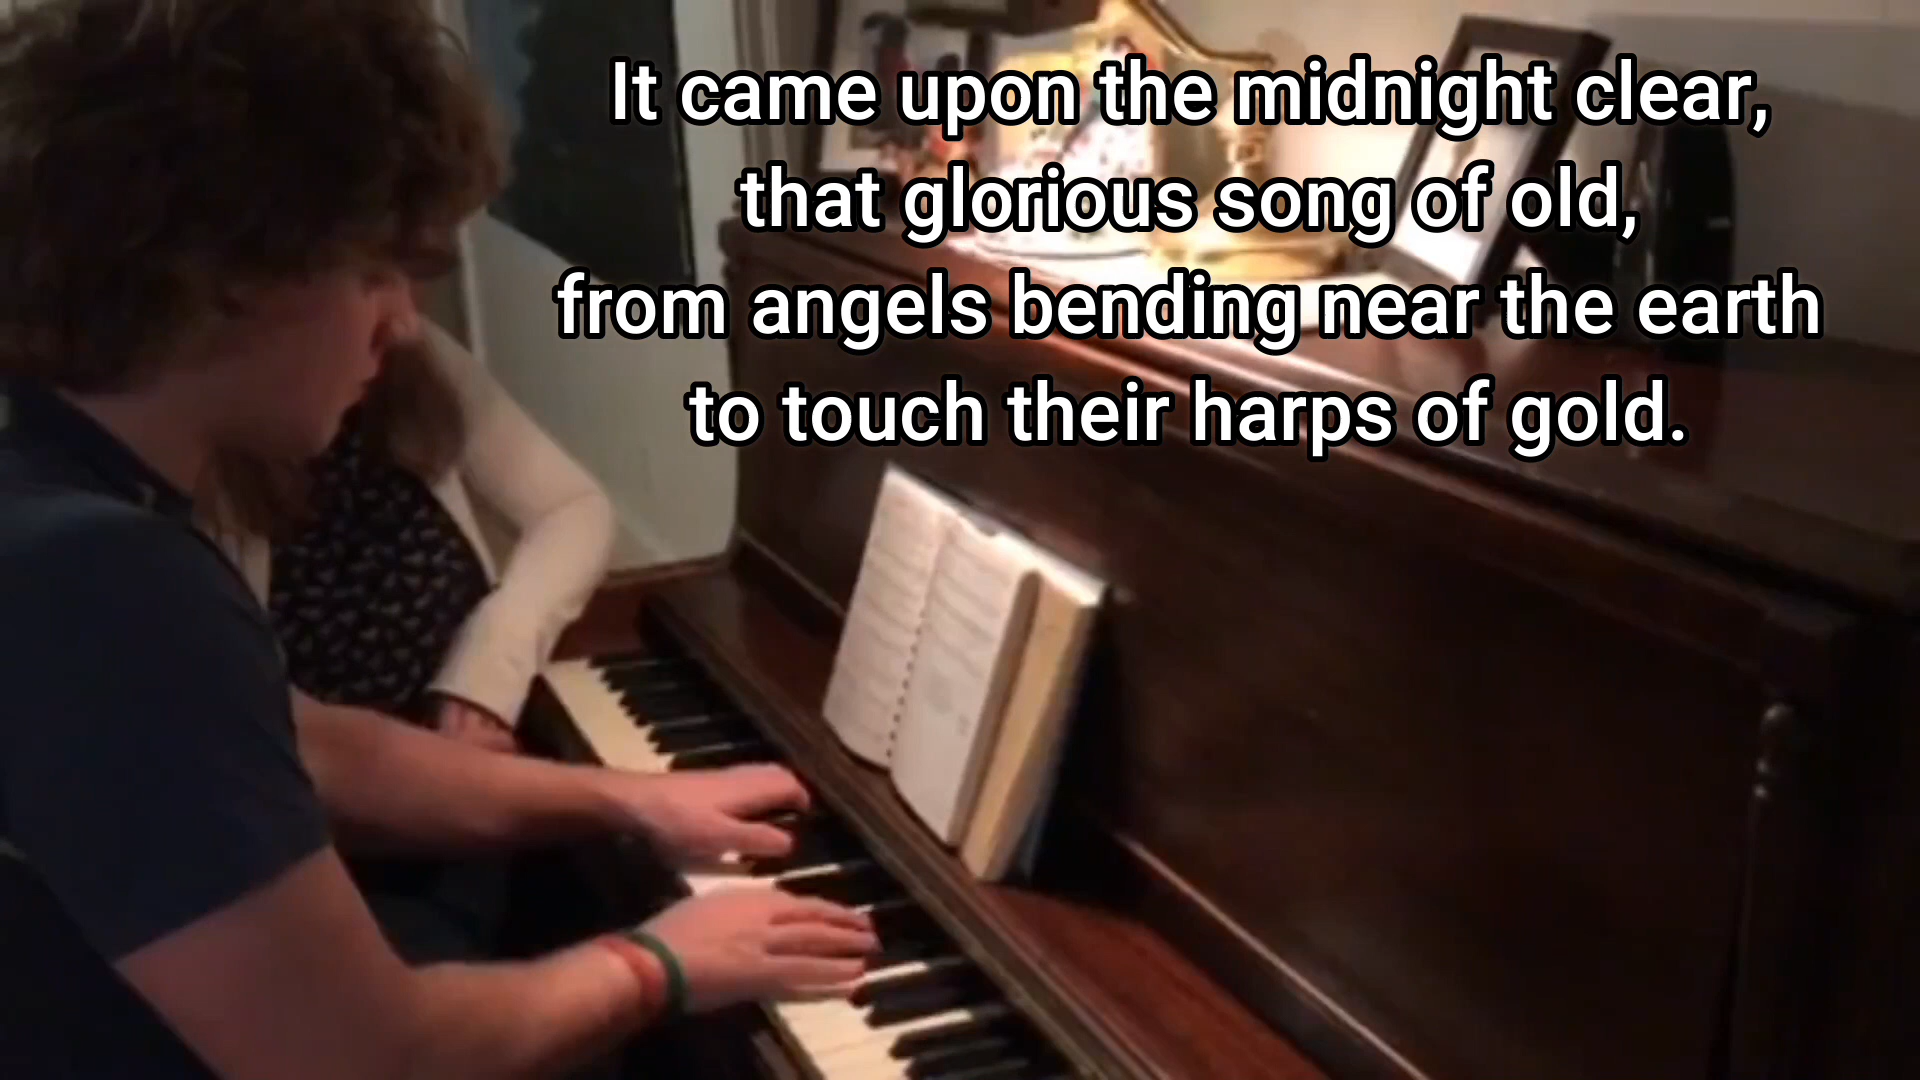 It came upon the midnight clear,
that glorious song of old,
from angels bending near the earth
to touch their harps of gold.